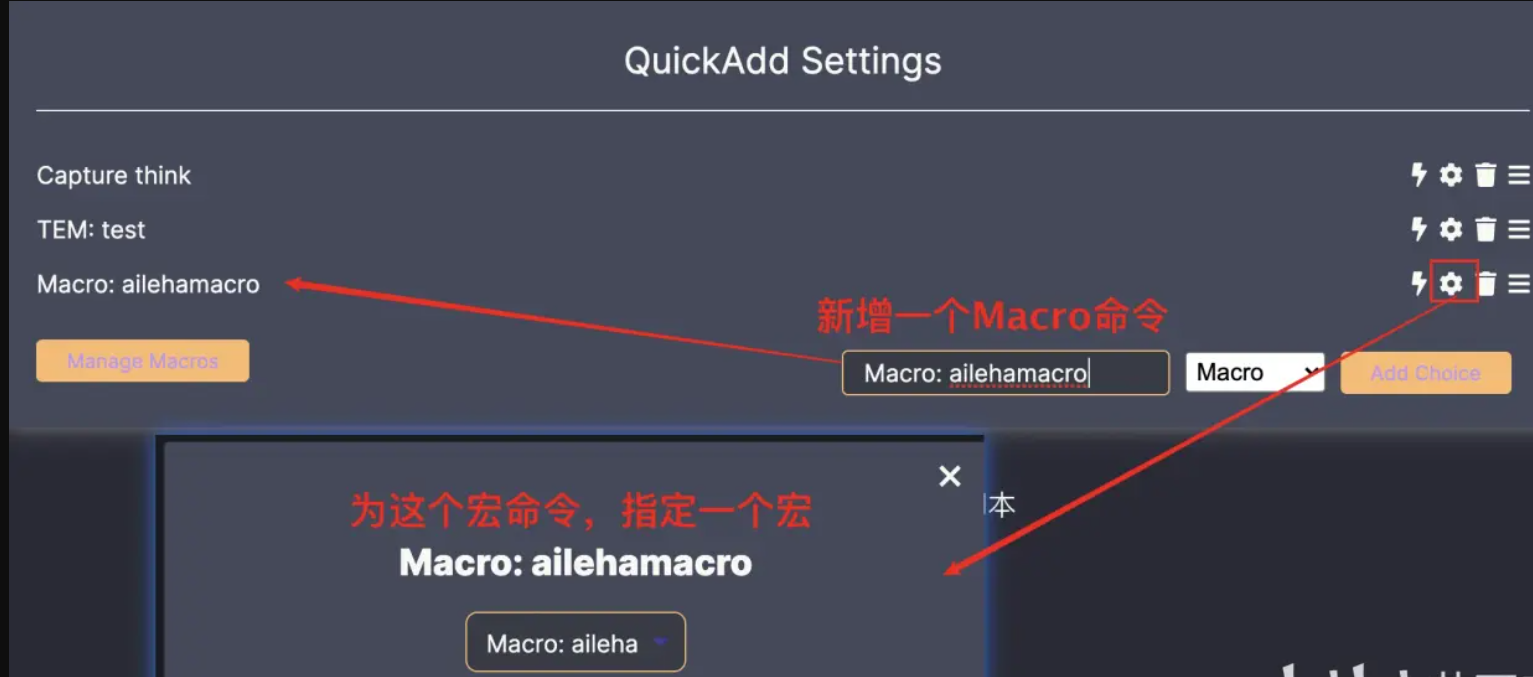 QuickAdd Settings
Capture think
TEM: test
Macro: ailehamacro
新增一个Macro命令
Manage Macros
Macro: ailehamacro
Macro
Add Choice
为这个宏命令，指定一个宏
本
Macro: ailehamacro
Macro: aileha